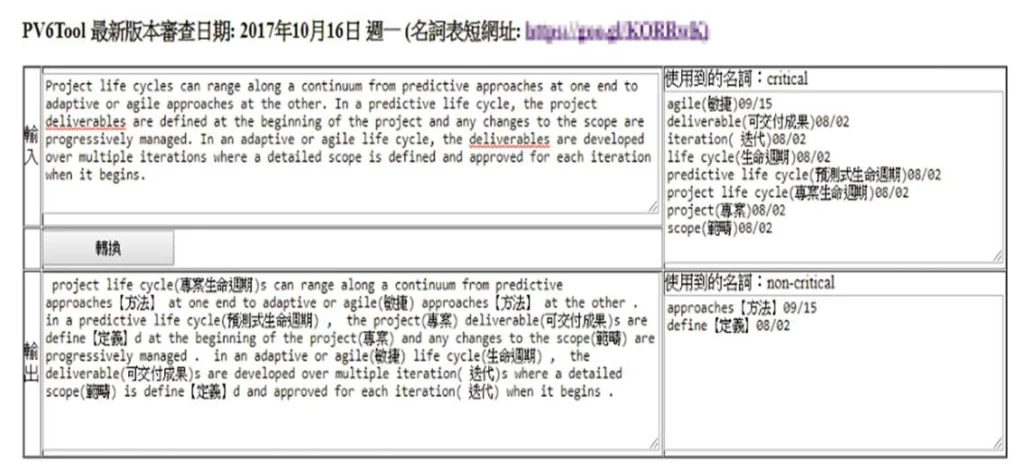 PV6Tool 最新版本審查日期: 2017年10月16日 週一 (名詞表短網址:
輸入
Project life cycles can range along a continuum from predictive approaches at one end to
adaptive or agile approaches at the other. In a predictive life cycle, the project
deliverables are defined at the beginning of the project and any changes to the scope are
progressively managed. In an adaptive or agile life cycle, the deliverables are developed
over multiple iterations where a detailed scope is defined and approved for each iteration
when it begins.
使用到的名詞：critical
agile(敏捷)09/15
deliverable(可交付成果)08/02
iteration( 迭代)08/02
life cycle(生命週期)08/02
predictive life cycle(預測式生命週期)08/02
project life cycle(專案生命週期)08/02
project(專案)08/02
scope(範疇)08/02
轉換
輸出
project life cycle(專案生命週期)s can range along a continuum from predictive
approaches【方法】 at one end to adaptive or agile(敏捷) approaches【方法】 at the other .
in a predictive life cycle(預測式生命週期) , the project(專案) deliverable(可交付成果)s are
define【定義】d at the beginning of the project(專案) and any changes to the scope(範疇) are
progressively managed . in an adaptive or agile(敏捷) life cycle(生命週期) , the
deliverable(可交付成果)s are developed over multiple iteration( 迭代)s where a detailed
scope(範疇) is define【定義】d and approved for each iteration( 迭代) when it begins .
使用到的名詞：non-critical
approaches【方法】09/15
define【定義】08/02